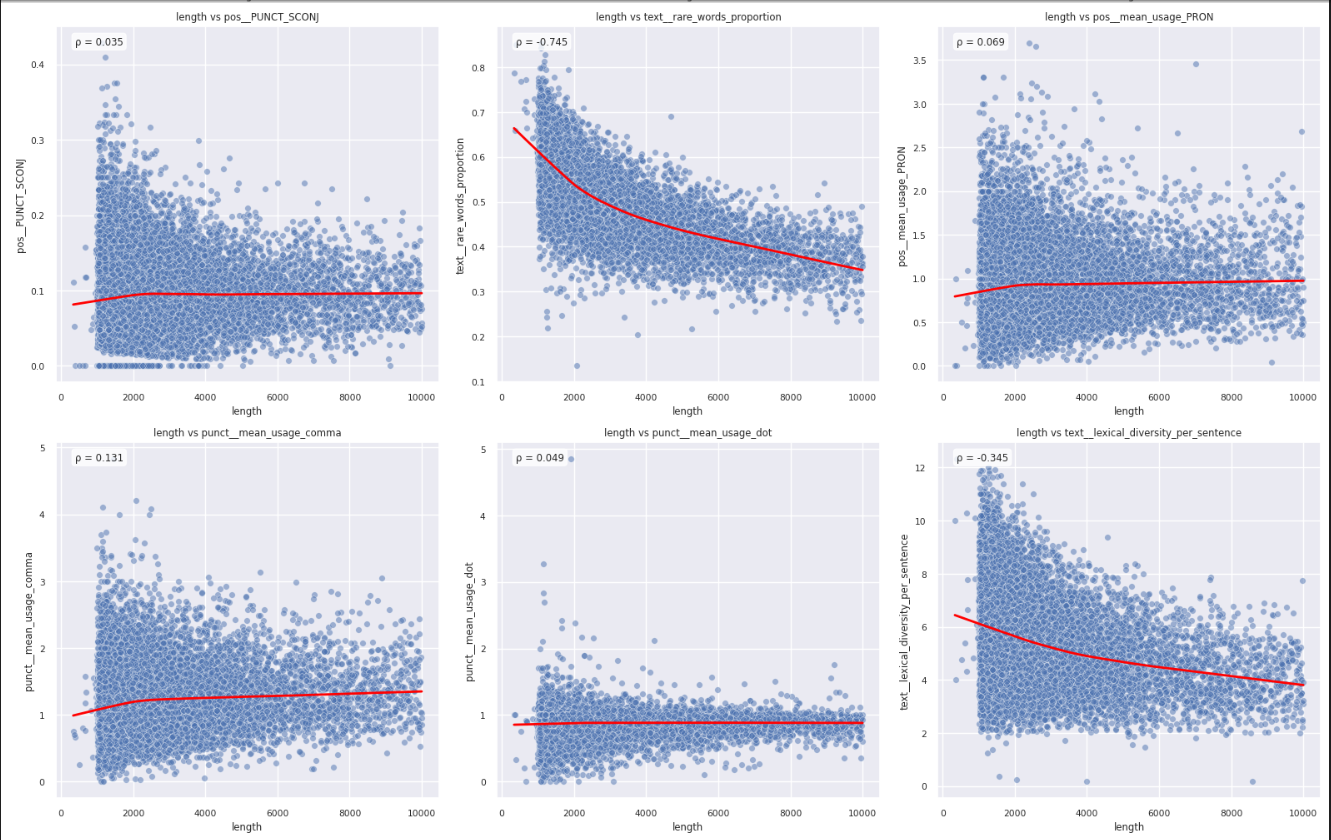 length vs pos__PUNCT_SCONJ
ρ = 0.035
pos__PUNCT_SCONJ
0.4
0.3
0.2
0.1
0.0
0 2000 4000 6000 8000 10000
length
length vs text__rare_words_proportion
ρ = -0.745
text__rare_words_proportion
0.8
0.7
0.6
0.5
0.4
0.3
0.2
0.1
0 2000 4000 6000 8000 10000
length
length vs pos__mean_usage_PRON
ρ = 0.069
pos__mean_usage_PRON
3.5
3.0
2.5
2.0
1.5
1.0
0.5
0.0
0 2000 4000 6000 8000 10000
length
length vs punct__mean_usage_comma
ρ = 0.131
punct__mean_usage_comma
5
4
3
2
1
0
0 2000 4000 6000 8000 10000
length
length vs punct__mean_usage_dot
ρ = 0.049
punct__mean_usage_dot
5
4
3
2
1
0
0 2000 4000 6000 8000 10000
length
length vs text__lexical_diversity_per_sentence
ρ = -0.345
text__lexical_diversity_per_sentence
12
10
8
6
4
2
0
0 2000 4000 6000 8000 10000
length